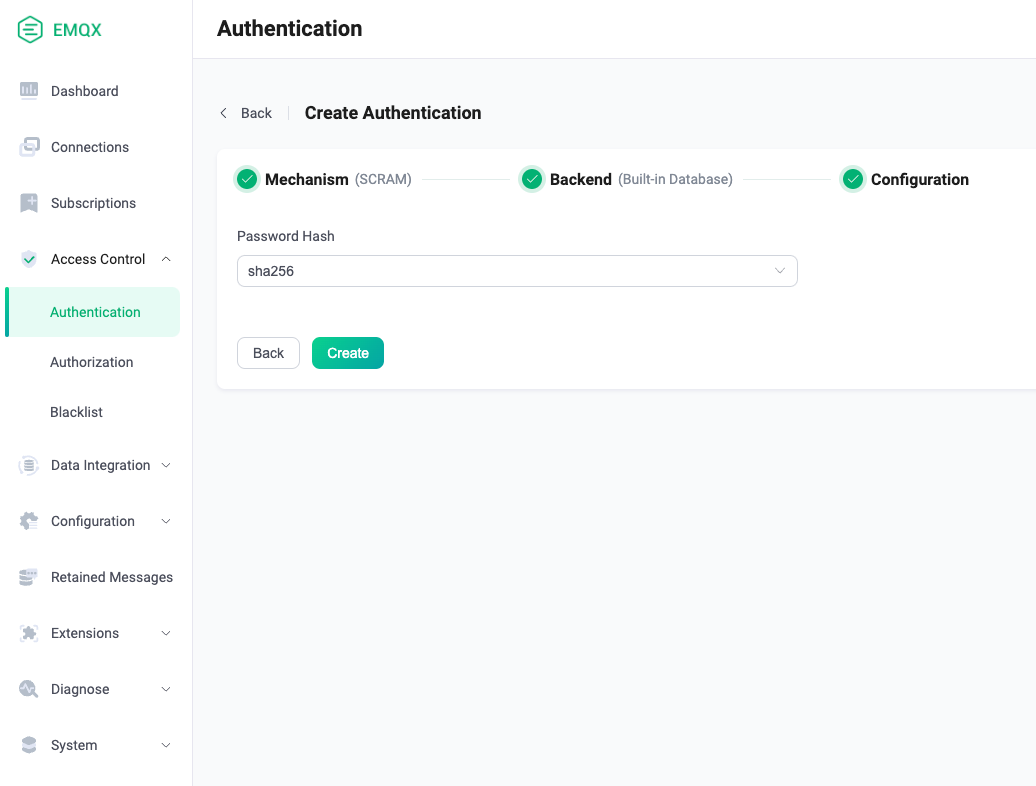 EMQX
Authentication
Dashboard
Connections
Subscriptions
Access Control
Authentication
Authorization
Blacklist
Data Integration
Configuration
Retained Messages
Extensions
Diagnose
System
Back
Create Authentication
Mechanism (SCRAM)
Backend (Built-in Database)
Configuration
Password Hash
sha256
Back
Create